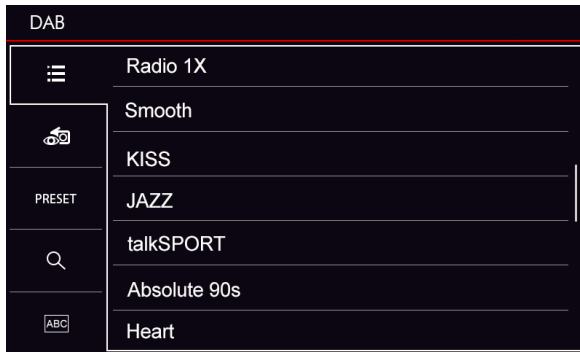 DAB
Radio 1X
Smooth
KISS
PRESET
JAZZ
talkSPORT
Absolute 90s
ABC
Heart